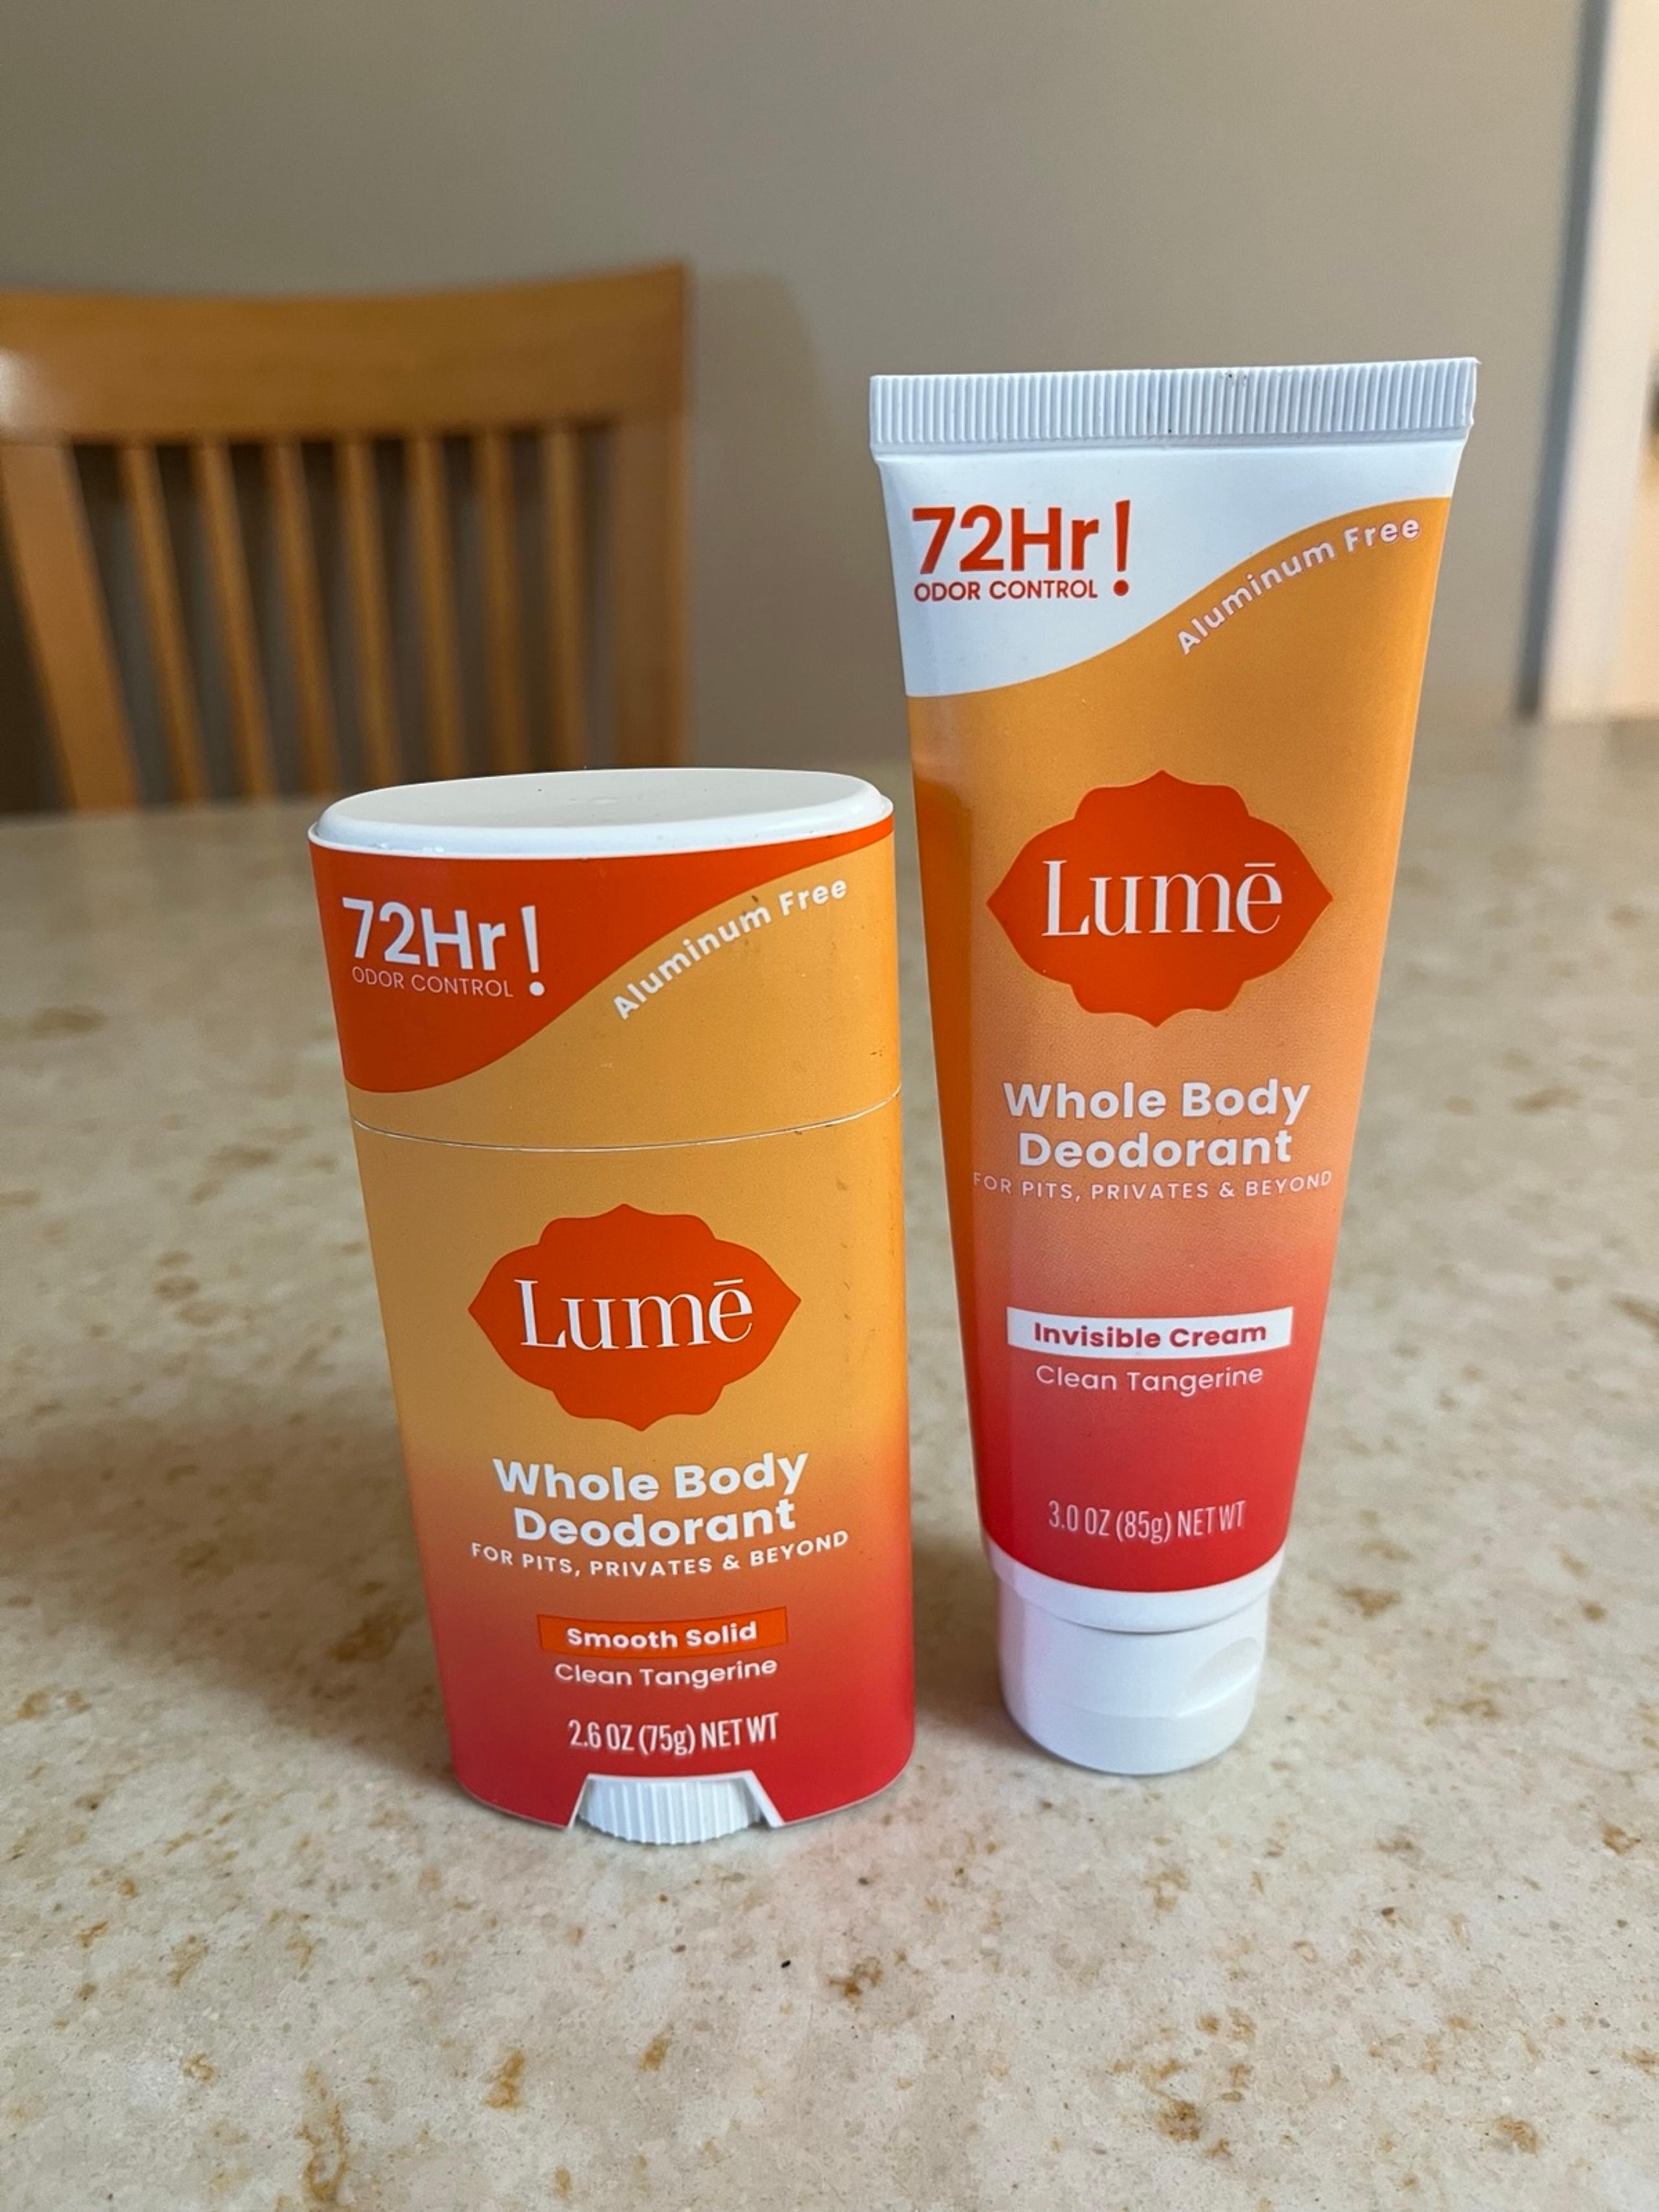 72Hr!
ODOR CONTROL
Aluminum Free
Lumē
Whole Body
Deodorant
FOR PITS, PRIVATES & BEYOND
Smooth Solid
Clean Tangerine
2.6 OZ (75g) NET WT
72Hr!
ODOR CONTROL
Aluminum Free
Lumē
Whole Body
Deodorant
FOR PITS, PRIVATES & BEYOND
Invisible Cream
Clean Tangerine
3.0 OZ (85g) NET WT